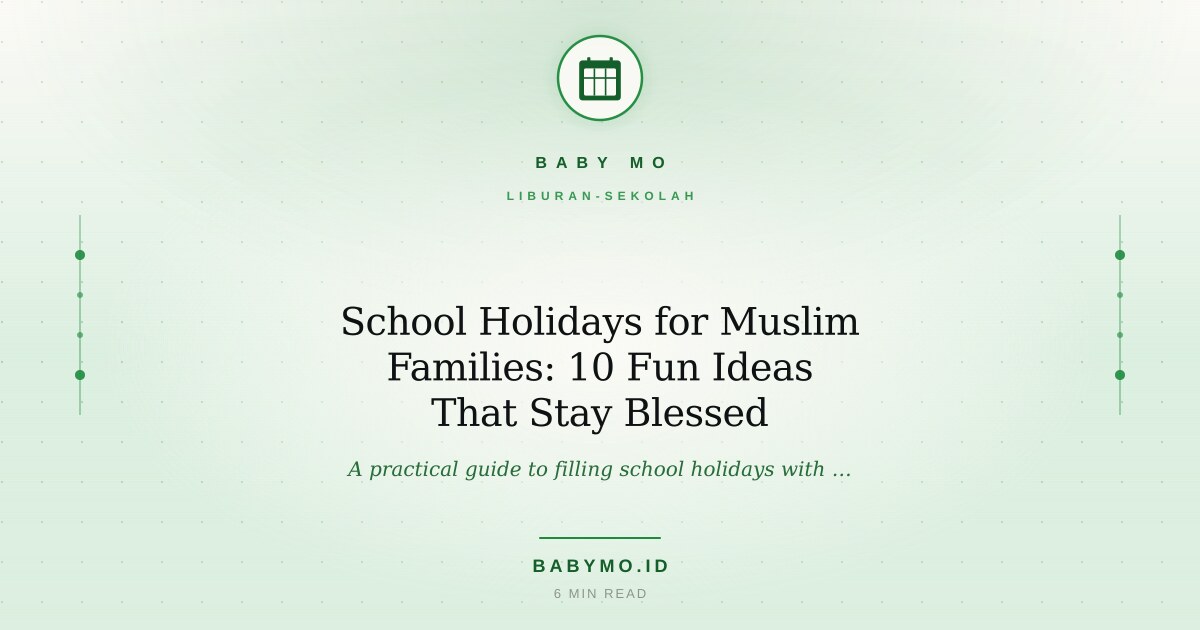 BABY MO
LIBURAN-SEKOLAH
School Holidays for Muslim
Families: 10 Fun Ideas
That Stay Blessed
A practical guide to filling school holidays with ...
BABYMO.ID
6 MIN READ